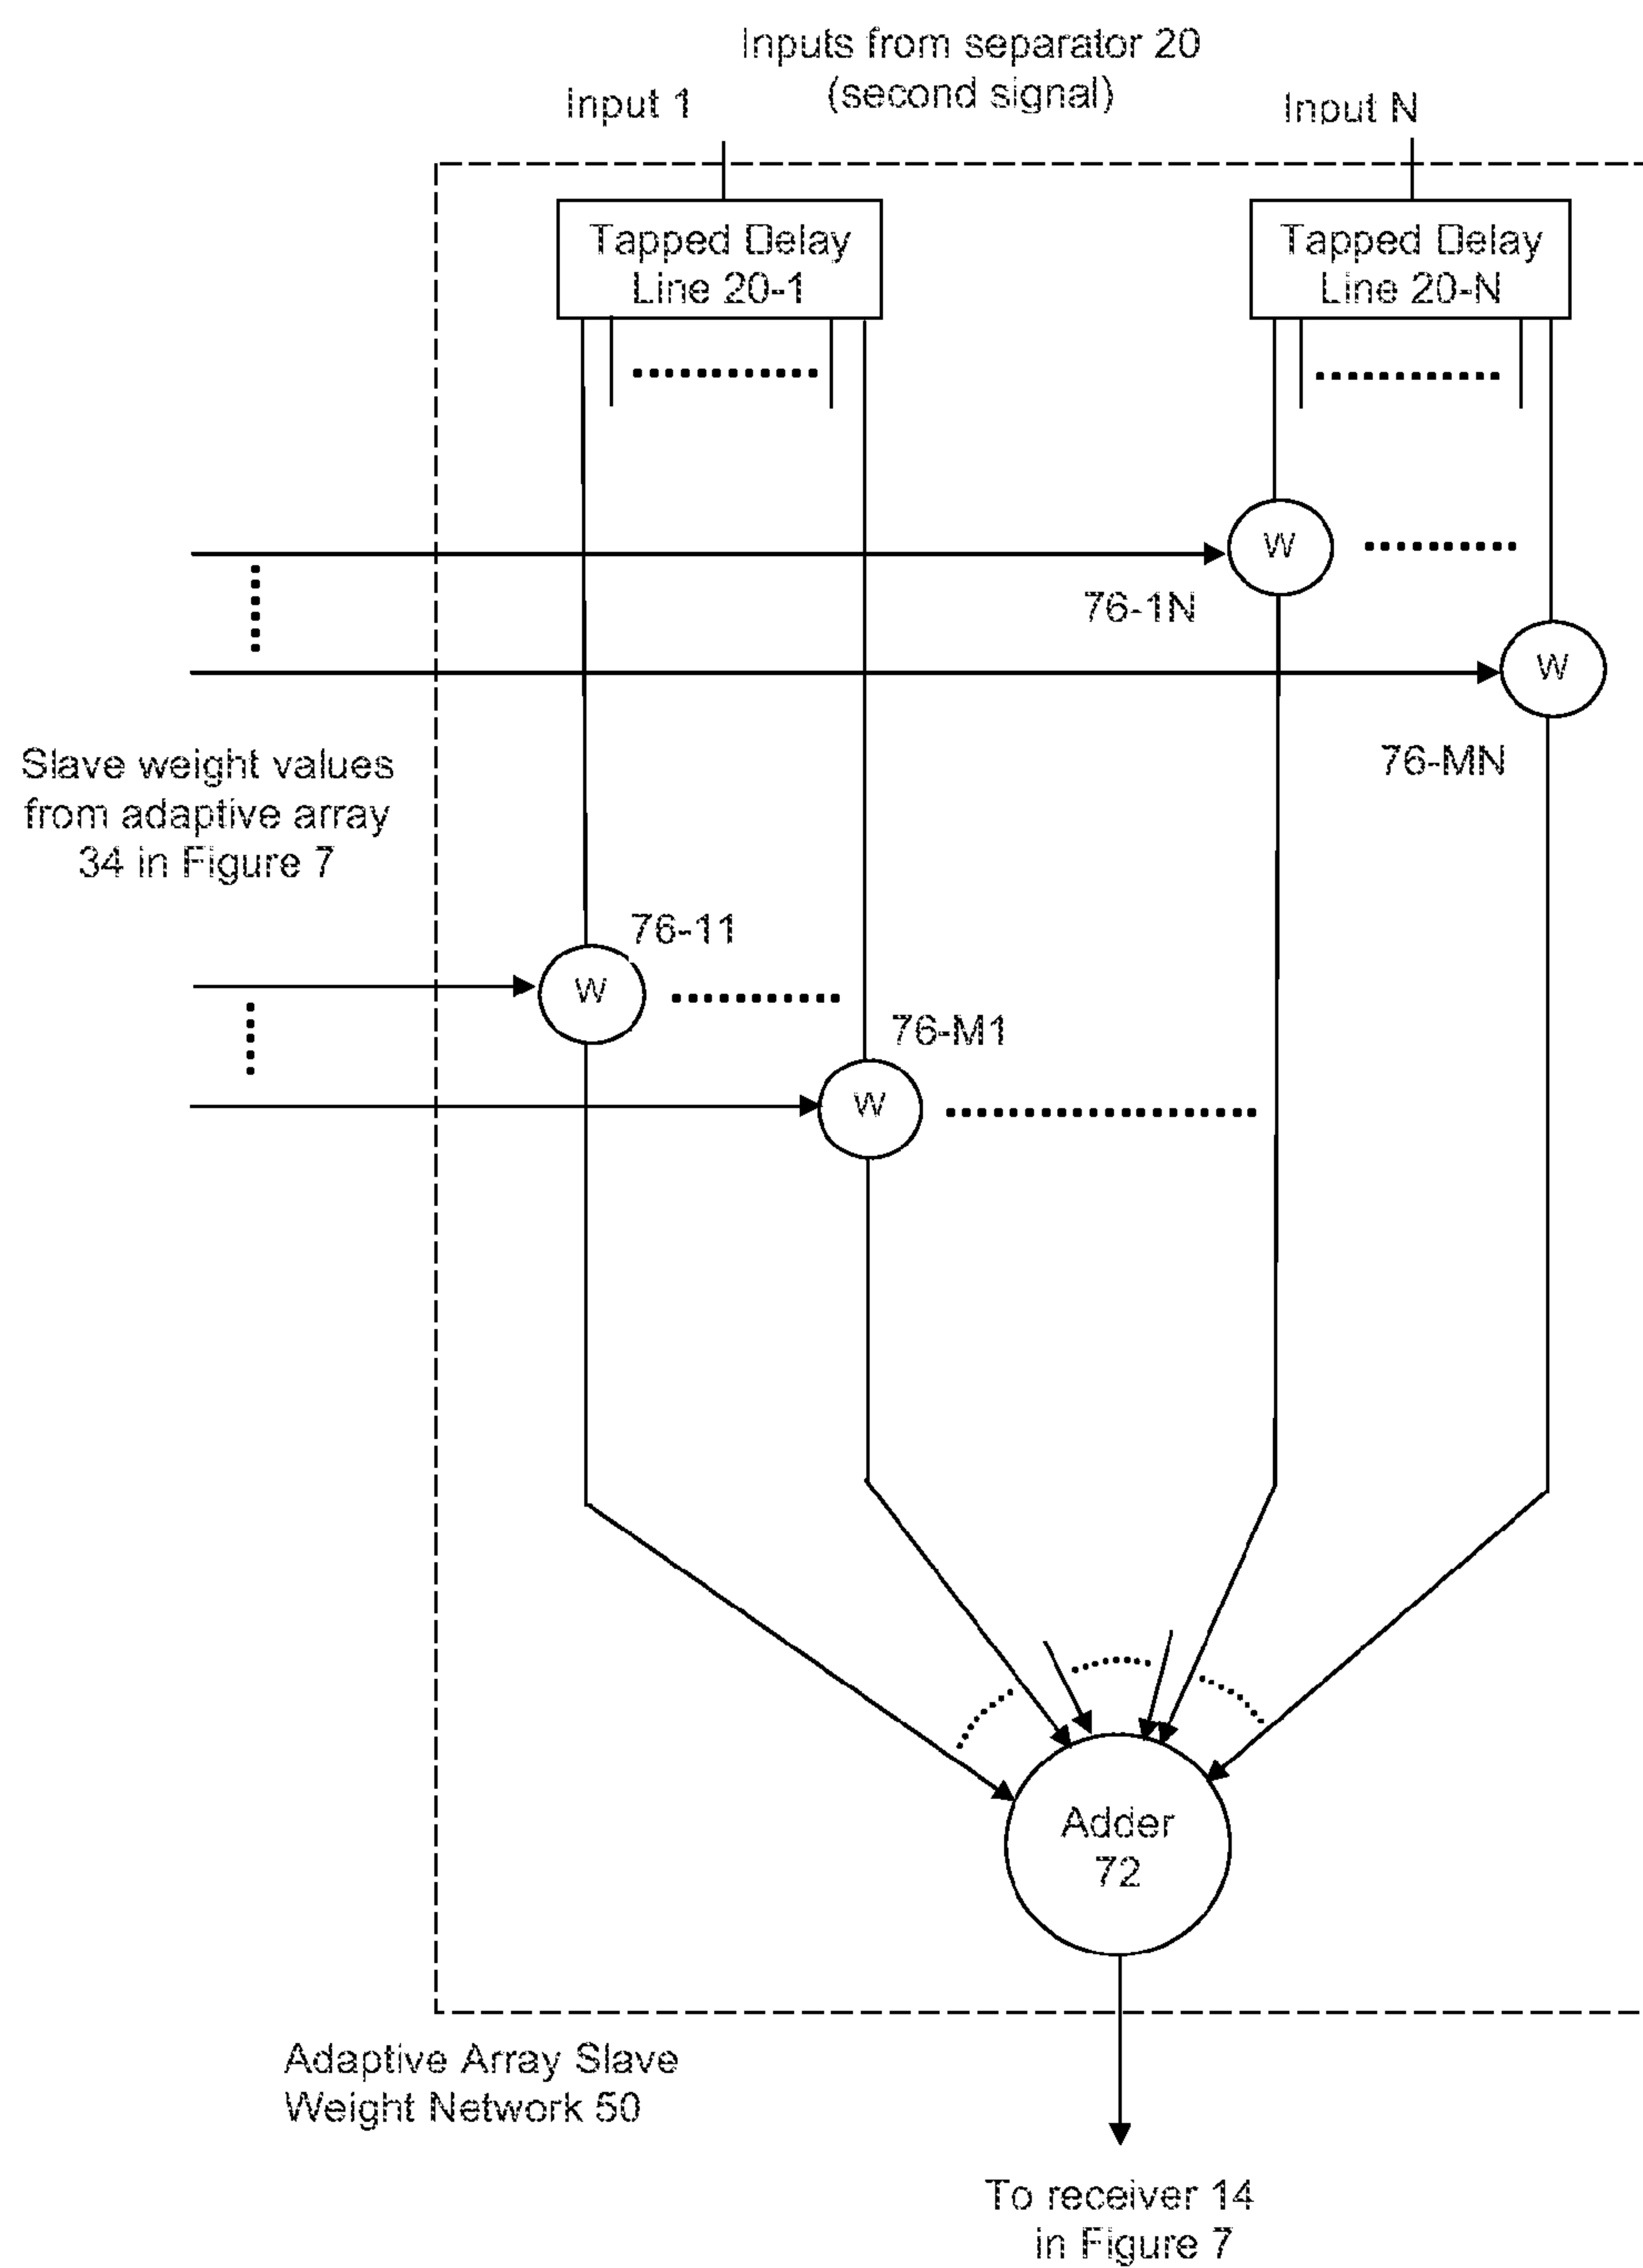 Inputs from separator 20
(second signal)
Input 1
Input N
Tapped Delay
Line 20-1
Tapped Delay
Line 20-N
W
76-1N
W
76-MN
Slave weight values
from adaptive array
34 in Figure 7
76-11
W
76-M1
W
Adder
72
Adaptive Array Slave
Weight Network 50
To receiver 14
in Figure 7